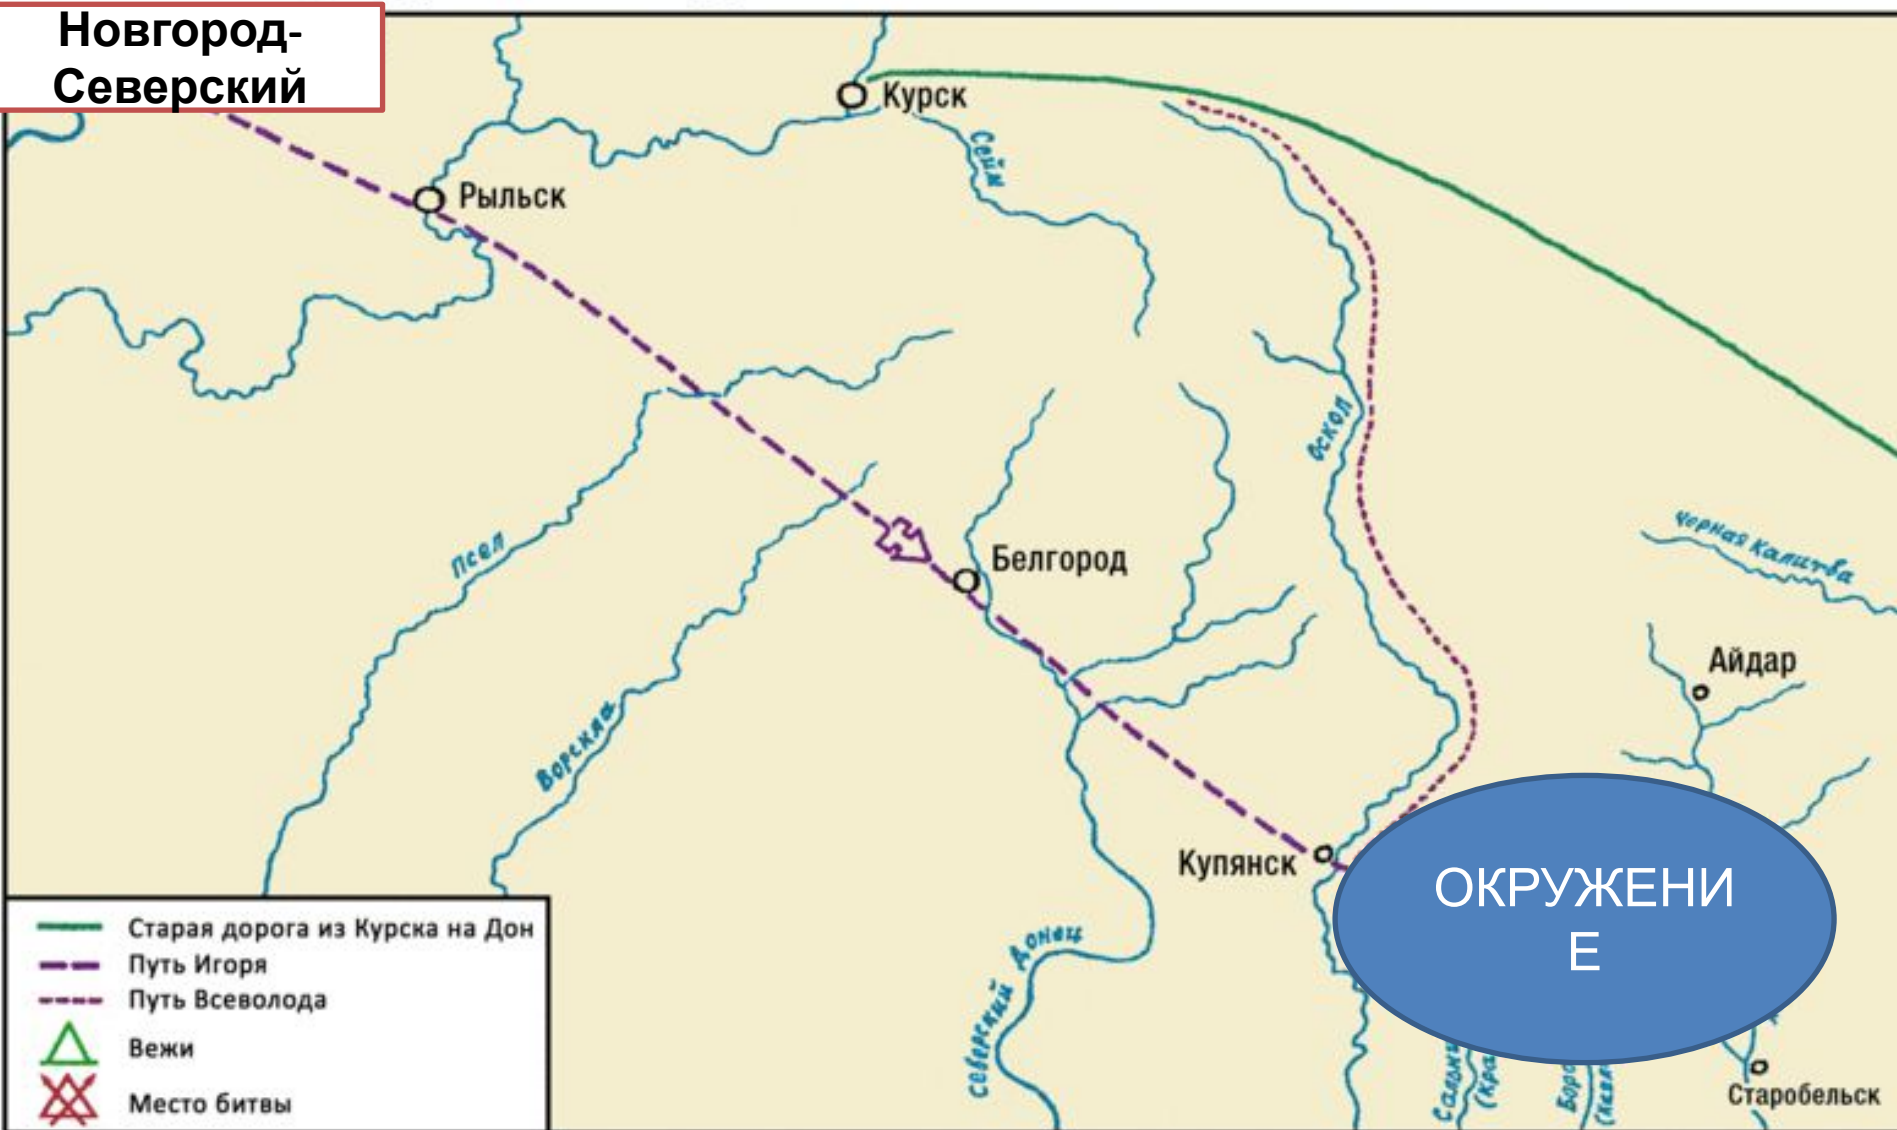 Новгород-
Северский
Курск
Сейм
Рыльск
Оскол
Псел
Белгород
Черная Калитва
Айдар
Ворскла
Купянск
ОКРУЖЕНИ
Е
Северский Донец
Старобельск
Старая дорога из Курска на Дон
Путь Игоря
Путь Всеволода
Вежи
Место битвы